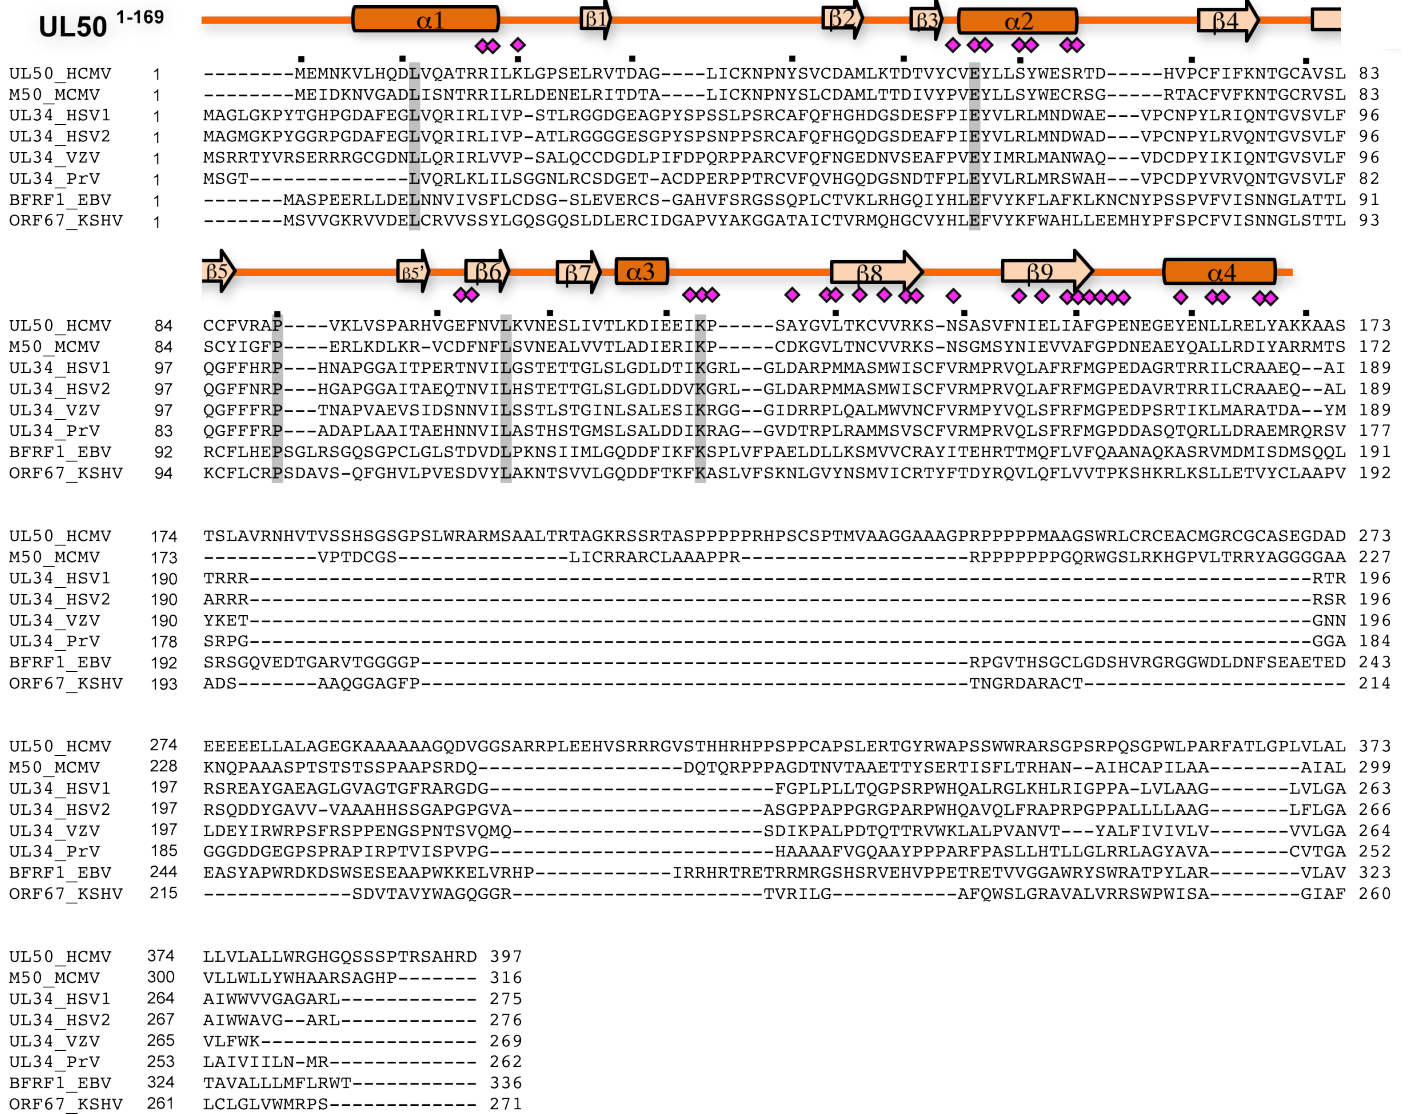 UL50 1-169
α1 β1 β2 β3 α2 β4
UL50_HCMV 1 --------MEMNKVLHQDLVQATRRILKLGPSELRVTDAG----LICKNPNYSVCDAMLKTDTVYCVEYLLSYWESRTD------HVPCFIFKNTGCAVSL 83
M50_MCMV 1 --------MEIDKNVGADLISNTRRILRLDENELRITDTA----LICKNPNYSLCDAMLTTDIVYPVEYLLSYWECRSG------RTACFVFKNTGCRVSL 83
UL34_HSV1 1 MAGLGKPYTGHPGDAFEGLVQRIRLIVP-STLRGGDGEAGPYSPSSLPSRCAFQFHGHDGSDESFPIEYVLRLMNDWAE---VPCNPYLRIQNTGVSVLF 96
UL34_HSV2 1 MAGMGKPYGGRPGDAFEGLVQRIRLIVP-ATLRGGGGESGPYSPSNPPSRCAFQFHGQDGSDEAFPIEYVLRLMNDWAD---VPCNPYLRVQNTGVSVLF 96
UL34_VZV 1 MSRRTYVRSERRRGCGDNLLQRIRLVVP-SALQCCDGDLPIFDPQRPPARCVFQFNGEDNVSEAFPVEYIMRLMANWAQ---VDCDPYIKIQNTGVSVLF 96
UL34_PrV 1 MSGT--------------LVQRLKLILSGGNLRCSDGET-ACDPERPPTRCVFQVHGQDGSNDTFPLEYVLRLMRSWAH---VPCDPYVRVQNTGVSVLF 82
BFRF1_EBV 1 -------MASPEERLLDELNNVIVSFLCDSG-SLEVERCS-GAHVFSRGSSQPLCTVKLRHGQIYHLEFVYKFLAFKLKNCNYPSSPVFVISNNGLATTL 91
ORF67_KSHV 1 -------MSVVGKRVVDELCRVVSSYLGQSGQSLDLERCIDGAPVYAKGGATAICTVRMQHGCVYHLEFVYKFWAHLLEEMHYPFSPCFVISNNGLSTTL 93
β5 β5' β6 β7 α3 β8 β9 α4
UL50_HCMV 84 CCFVRAP----VKLVSPARHVGEFNVLKVNESLIVTLKDIEEIKP-----SAYGVLTKCVVRKS-NSASVFNIELIAFGPENEGEYENLLRELYAKKAAS 173
M50_MCMV 84 SCYIGFP----ERLKDLKR-VCDFNFLSVNEALVVTLADIERIKP-----CDKGVLTNCVVRKS-NSGMSYNIEVVAFGPDNEAEYQALLRDIYARRMTS 172
UL34_HSV1 97 QGFFHRP---HNAPGGAITPERTNVILGSTETTGLSLGDLDTIKGRL--GLDARPMMASMWISCFVRMPRVQLAFRFMGPEDAGRTRRILCRAAEQ--AI 189
UL34_HSV2 97 QGFFNRP---HGAPGGAITAEQTNVILHSTETTGLSLGDLDDVKGRL--GLDARPMMASMWISCFVRMPRVQLAFRFMGPEDAVRTRRILCRAAEQ--AL 189
UL34_VZV 97 QGFFFRP---TNAPVAEVSIDSNNVILSSTLSTGINLSALESIKRGG--GIDRRPLQALMWVNCFVRMPYVQLSFRFMGPEDPSRTIKLMARATDA--YM 189
UL34_PrV 83 QGFFFRP---ADAPLAAITAEHNNVILASTHSTGMSLSALDDIKRAG--GVDTRPLRAMMSVSCFVRMPRVQLSFRFMGPDDASQTQRLLDRAEMRQRSV 177
BFRF1_EBV 92 RCFLHEPSGLRSGQSGPCLGLSTDVDLPKNSIIMLGQDDFIKFKSPLVFPAELDLLKSMVVCRAYITEHRTTMQFLVFQAANAQKASRVMDMISDMSQQL 191
ORF67_KSHV 94 KCFLCRPSDAVS-QFGHVLPVESDVYLAKNTSVVLGQDDFTKFKASLVFSKNLGVYNSMVICRTYFTDYRQVLQFLVVTPKSHKRLKSLLETVYCLAAPV 192
UL50_HCMV 174 TSLAVRNHVTVSSHSGSGPSLWRARMSAALTRTAGKRSSRTASPPPPPRHPSCSPTMVAAGGAAAGPRPPPPPMAAGSWRLCRCEACMGRCGCASEGDAD 273
M50_MCMV 173 ----------VPTDCGS---------------LICRRARCLAAAPPR--------------------RPPPPPPPGQRWGSLRKHGPVLTRRYAGGGGAA 227
UL34_HSV1 190 TRRR---------------------------------------------------------------------------------------------RTR 196
UL34_HSV2 190 ARRR---------------------------------------------------------------------------------------------RSR 196
UL34_VZV 190 YKET---------------------------------------------------------------------------------------------GNN 196
UL34_PrV 178 SRPG---------------------------------------------------------------------------------------------GGA 184
BFRF1_EBV 192 SRSGQVEDTGARVTGGGGP------------------------------------------------RPGVTHSGCLGDSHVRGRGGWDLDNFSEAETED 243
ORF67_KSHV 193 ADS-------AAQGGAGFP------------------------------------------------TNGRDARACT----------------------- 214
UL50_HCMV 274 EEEEELLALAGEGKAAAAAAGQDVGGSARRPLEEHVSRRRGVSTHHRHPPSPPCAPSLERTGYRWAPSSWWRARSGPSRPQSGPWLPARFATLGPLVLAL 373
M50_MCMV 228 KNQPAAASPTSTSTSSPAAPSRDQ------------------DQTQRPPPAGDTNVTAAETTYSERTISFLTRHAN--AIHCAPILAA--------AIAL 299
UL34_HSV1 197 RSREAYGAEAGLGVAGTGFRARGDG-----------------------FGPLPLLTQGPSRPWHQALRGLKHLRIGPPA-LVLAAG-------LVLGA 263
UL34_HSV2 197 RSQDDYGAVV-VAAAHHSSGAPGPGVA----------------------ASGPPAPPGRGPARPWHQAVQLFRAPRPGPPALLLLAAG-------LFLGA 266
UL34_VZV 197 LDEYIRWRPSFRSPPENGSPNTSVQMQ----------------------SDIKPALPDTQTTRVWKLALPVANVT---YALFIVIVLV-------VVLGA 264
UL34_PrV 185 GGGDDGEGPSPRAPIRPTVISPVPG-------------------------HAAAAFVGQAAYPPPARFPASLLHTLLGLRRLAGYAVA-------CVTGA 252
BFRF1_EBV 244 EASYAPWRDKDSWSESEAAPWKKELVRHP------------IRRHRTRETRRMRGSHSRVEHVPPETRETVVGGAWRYSWRATPYLAR--------VLAV 323
ORF67_KSHV 215 -------------SDVTAVYWAGQGGR----------------------TVRILG-----------AFQWSLGRAVALVRRSWPWISA--------GIAF 260
UL50_HCMV 374 LLVLALLWRGHGQSSSPTRSAHRD 397
M50_MCMV 300 VLLWLLYWHAARSAGHP------- 316
UL34_HSV1 264 AIWWVVGAGARL------------ 275
UL34_HSV2 267 AIWWAVG--ARL------------ 276
UL34_VZV 265 VLFWK------------------- 269
UL34_PrV 253 LAIVIILN-MR------------- 262
BFRF1_EBV 324 TAVALLLMFLRWT----------- 336
ORF67_KSHV 261 LCLGLVWMRPS------------- 271